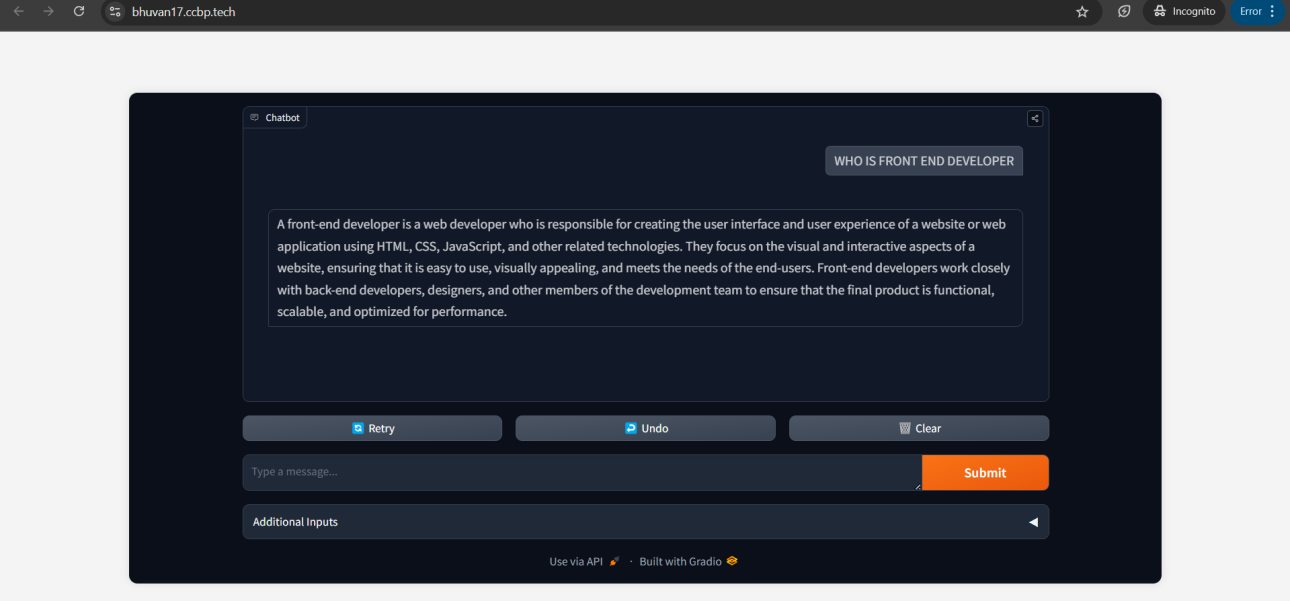 bhuvan17.ccbp.tech
Incognito
Error
Chatbot
WHO IS FRONT END DEVELOPER
A front-end developer is a web developer who is responsible for creating the user interface and user experience of a website or web
application using HTML, CSS, JavaScript, and other related technologies. They focus on the visual and interactive aspects of a
website, ensuring that it is easy to use, visually appealing, and meets the needs of the end-users. Front-end developers work closely
with back-end developers, designers, and other members of the development team to ensure that the final product is functional,
scalable, and optimized for performance.
Retry
Undo
Clear
Type a message...
Submit
Additional Inputs
Use via API · Built with Gradio